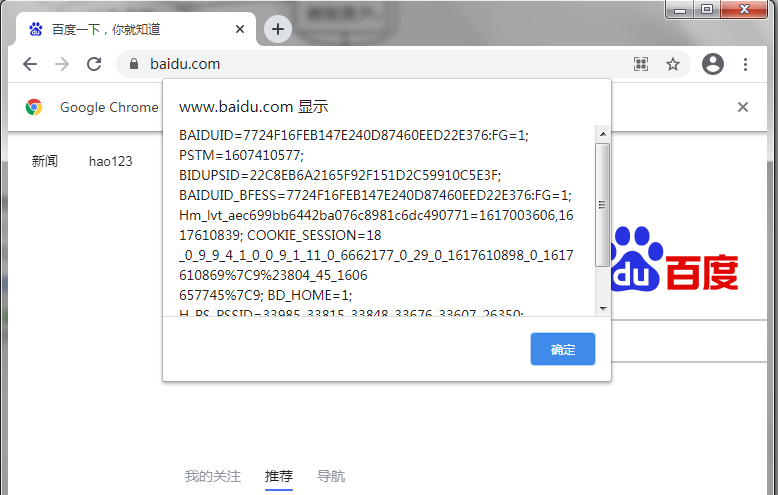 百度一下，你就知道
baidu.com
Google Chrome
www.baidu.com 显示
BAIDUID=7724F16FEB147E240D87460EED22E376:FG=1;
PSTM=1607410577;
BIDUPSID=22C8EB6A2165F92F151D2C59910C5E3F;
BAIDUID_BFESS=7724F16FEB147E240D87460EED22E376:FG=1;
Hm_lvt_aec699bb6442ba076c8981c6dc490771=1617003606,16
17610839; COOKIE_SESSION=18
_0_9_9_4_1_0_0_9_1_11_0_6662177_0_29_0_1617610898_0_1617
610869%7C9%23804_45_1606
657745%7C9; BD_HOME=1;
H_PS_PSSID=33985_33815_33848_33676_33607_26350;
确定
新闻 hao123
du 百度
我的关注 推荐 导航